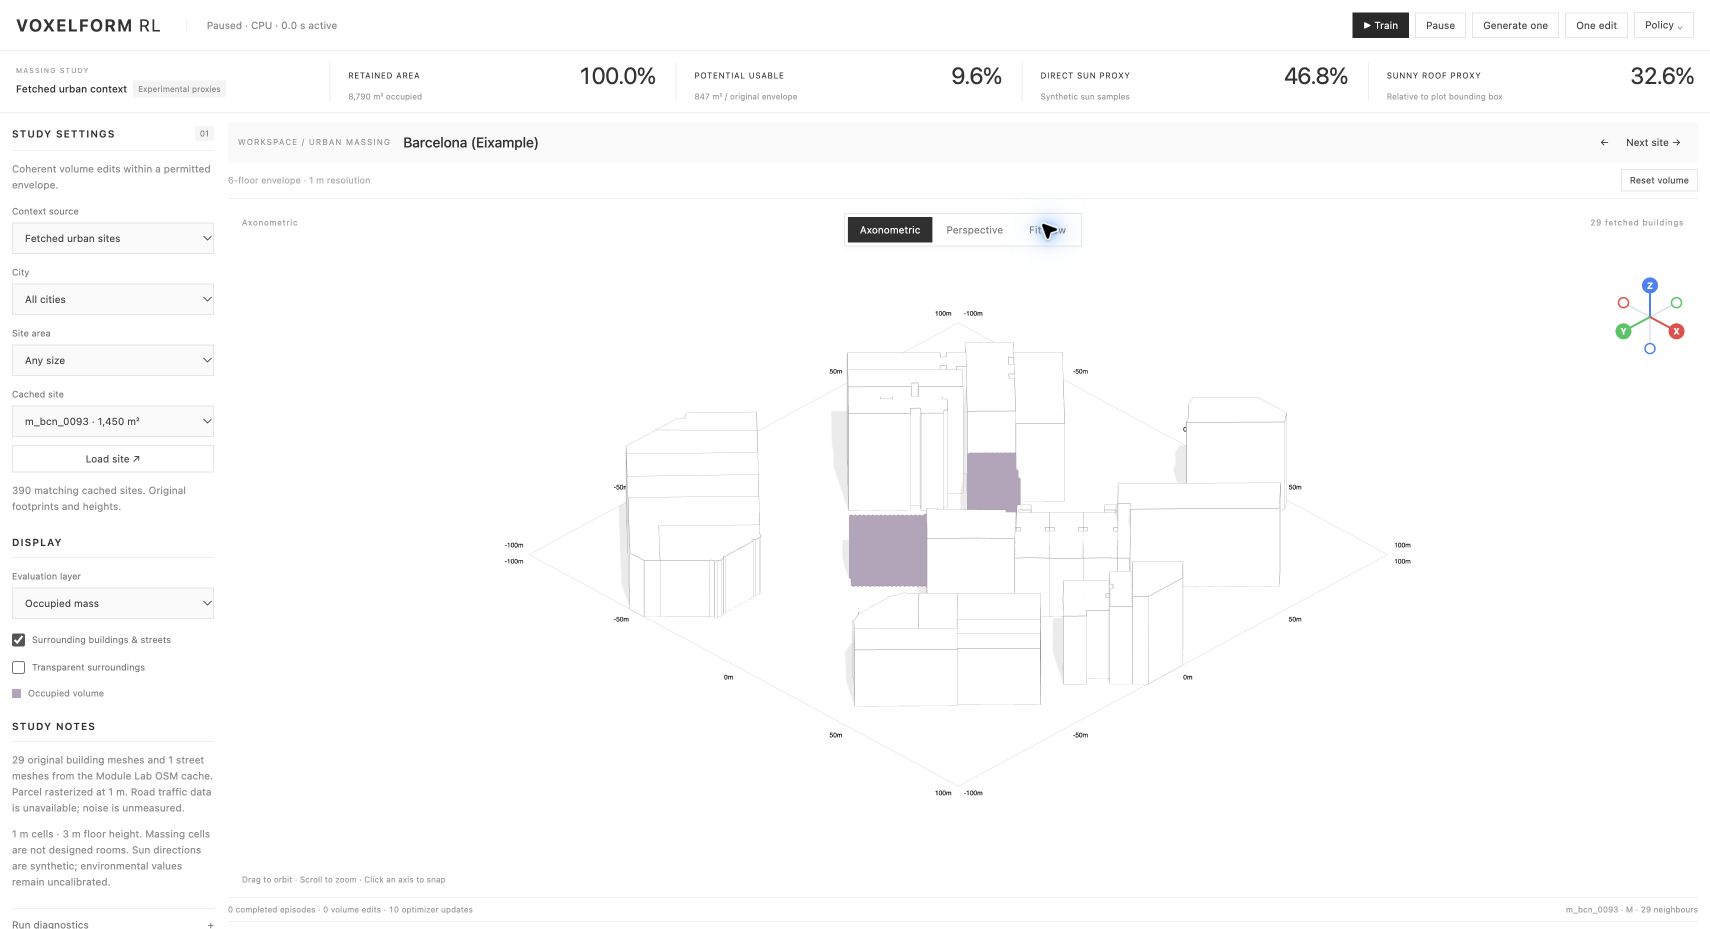 VOXELFORM RL
Paused · CPU · 0.0 s active
▶ Train
Pause
Generate one
One edit
Policy
MASSING STUDY
Fetched urban context
Experimental proxies
RETAINED AREA
100.0%
8,790 m² occupied
POTENTIAL USABLE
9.6%
847 m² / original envelope
DIRECT SUN PROXY
46.8%
Synthetic sun samples
SUNNY ROOF PROXY
32.6%
Relative to plot bounding box
STUDY SETTINGS
01
Coherent volume edits within a permitted
envelope.
Context source
Fetched urban sites
City
All cities
Site area
Any size
Cached site
m_bcn_0093 · 1,450 m²
Load site ↗
390 matching cached sites. Original
footprints and heights.
DISPLAY
Evaluation layer
Occupied mass
Surrounding buildings & streets
Transparent surroundings
Occupied volume
STUDY NOTES
29 original building meshes and 1 street
meshes from the Module Lab OSM cache.
Parcel rasterized at 1 m. Road traffic data
is unavailable; noise is unmeasured.
1 m cells · 3 m floor height. Massing cells
are not designed rooms. Sun directions
are synthetic; environmental values
remain uncalibrated.
Run diagnostics
+
WORKSPACE / URBAN MASSING
Barcelona (Eixample)
←
Next site →
6-floor envelope · 1 m resolution
Reset volume
Axonometric
Axonometric
Perspective
29 fetched buildings
Z
Y
X
100m
-100m
50m
-50m
50m
-100m
-100m
100m
100m
-50m
50m
0m
0m
50m
-50m
100m
-100m
Drag to orbit · Scroll to zoom · Click an axis to snap
0 completed episodes · 0 volume edits · 10 optimizer updates
m_bcn_0093 · M · 29 neighbours